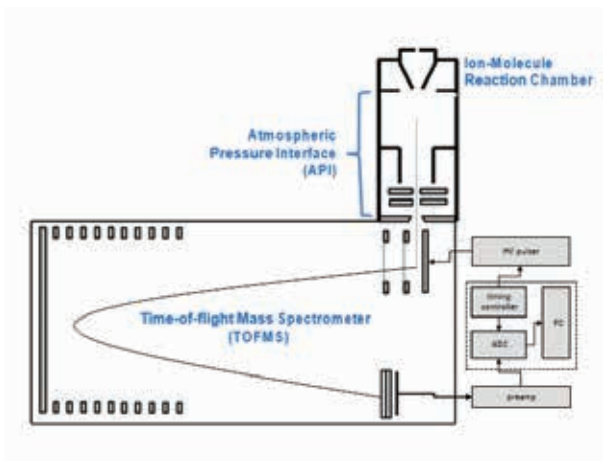 Ion-Molecule
Reaction Chamber
Atmospheric
Pressure Interface
(API)
HV pulser
timing
controller
PC
ADC
Time-of-flight Mass Spectrometer
(TOFMS)
preamp